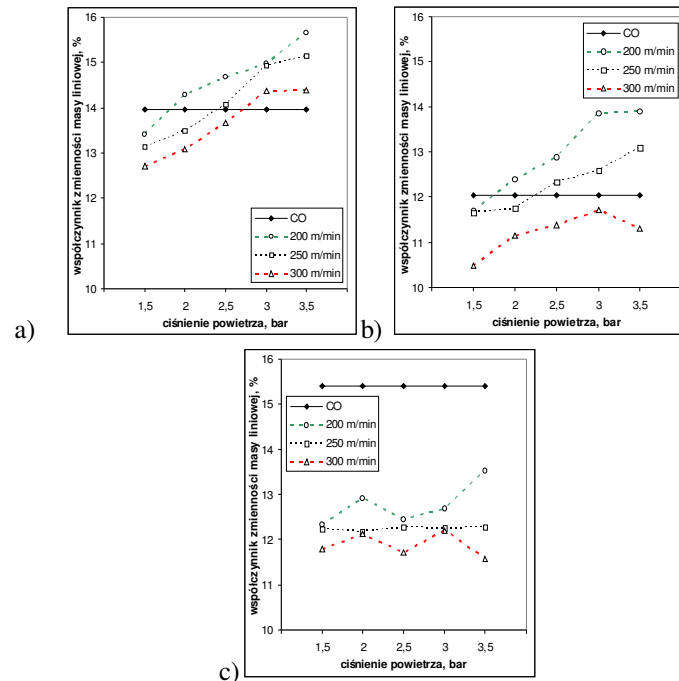 współczynnik zmienności masy liniowej, %
16
15
14
13
12
11
10
CO
200 m/min
250 m/min
300 m/min
1,5 2 2,5 3 3,5
ciśnienie powietrza, bar
a)
współczynnik zmienności masy liniowej, %
16
15
14
13
12
11
10
CO
200 m/min
250 m/min
300 m/min
1,5 2 2,5 3 3,5
ciśnienie powietrza, bar
b)
współczynnik zmienności masy liniowej, %
16
15
14
13
12
11
10
CO
200 m/min
250 m/min
300 m/min
1,5 2 2,5 3 3,5
ciśnienie powietrza, bar
c)